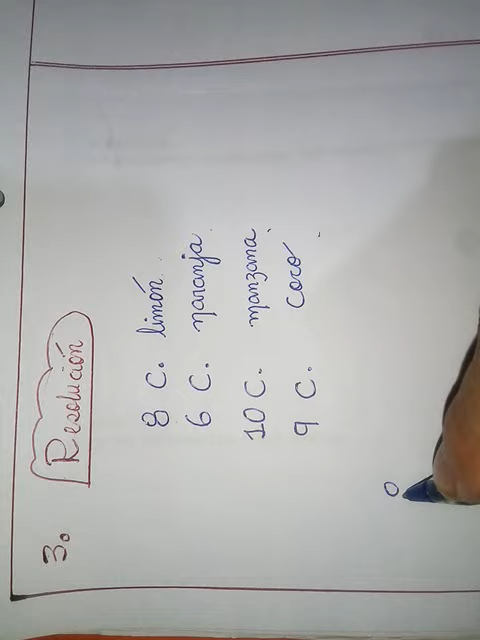 3.
Resolución
8 C. limón
6 C. naranja
10 C. manzana
9 C. coco